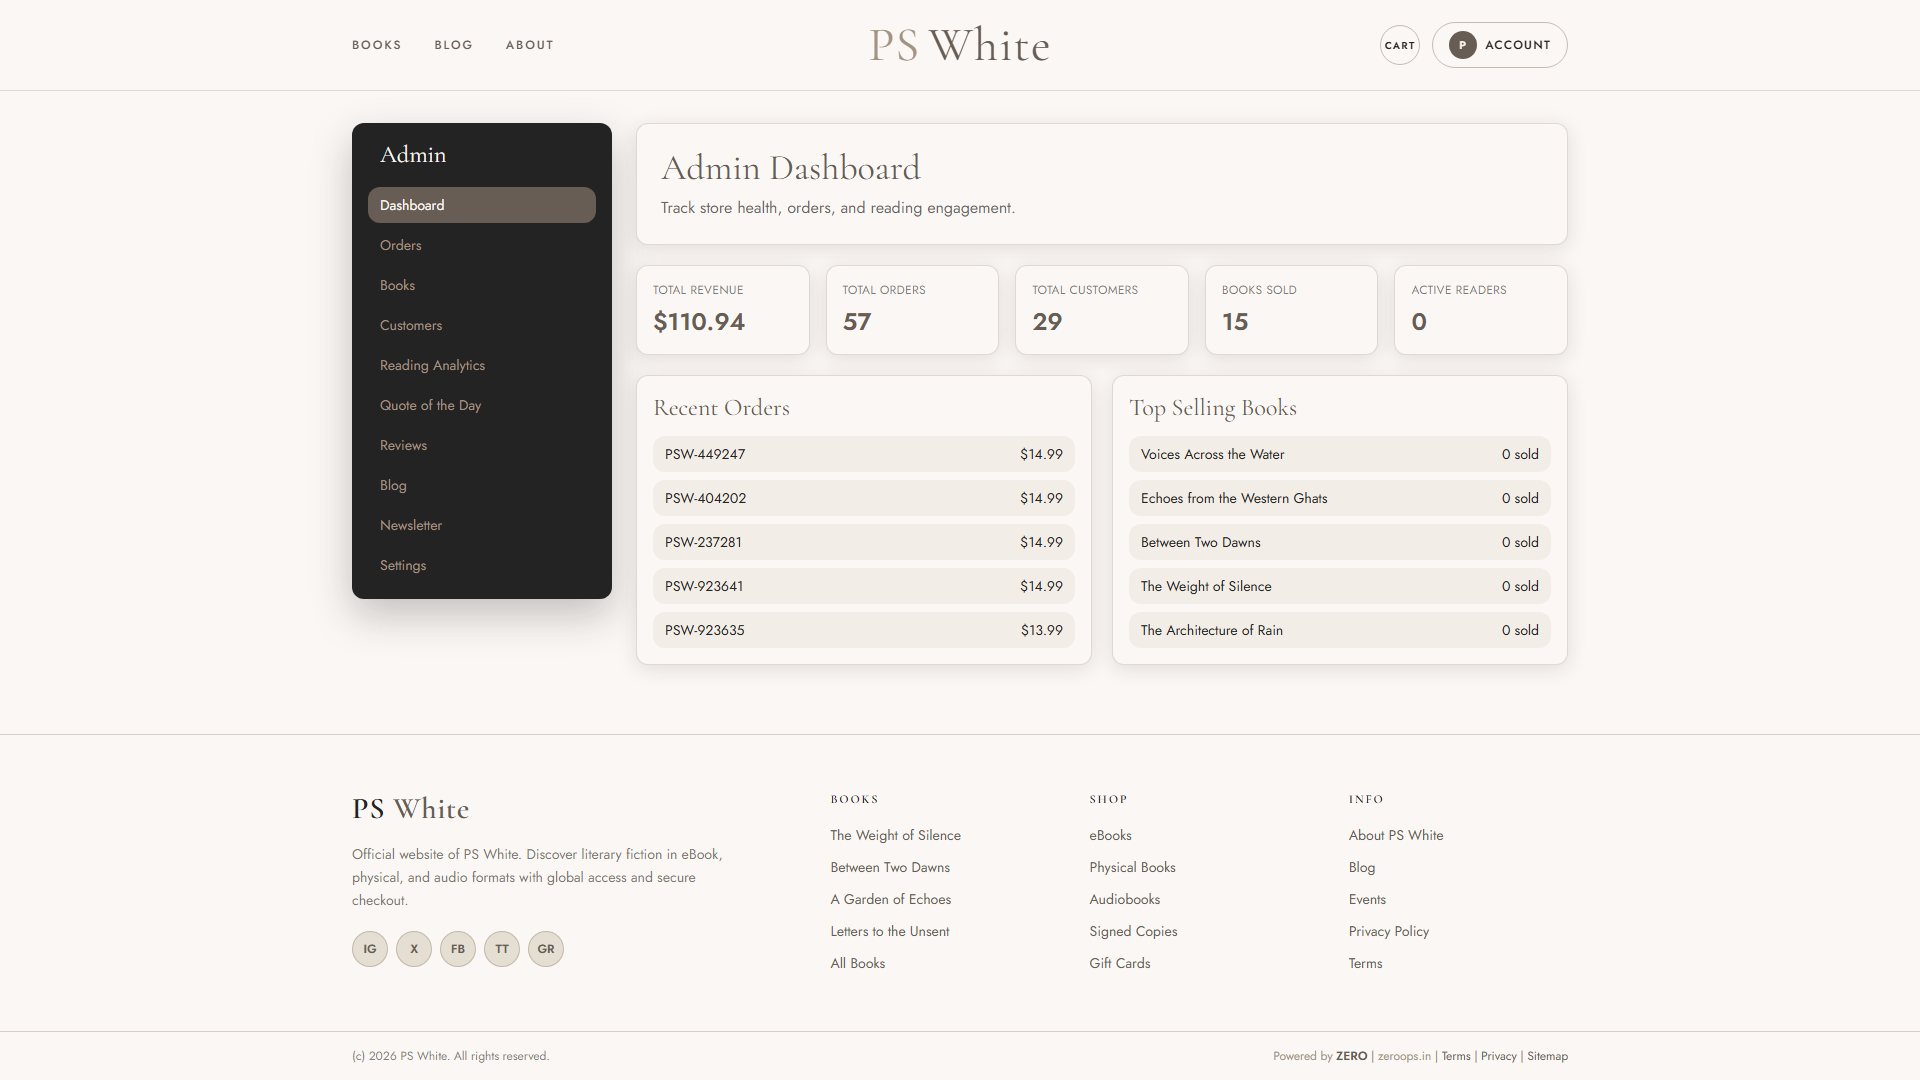 BOOKS
BLOG
ABOUT
PS White
CART
P
ACCOUNT
Admin
Dashboard
Orders
Books
Customers
Reading Analytics
Quote of the Day
Reviews
Blog
Newsletter
Settings
Admin Dashboard
Track store health, orders, and reading engagement.
TOTAL REVENUE
$110.94
TOTAL ORDERS
57
TOTAL CUSTOMERS
29
BOOKS SOLD
15
ACTIVE READERS
0
Recent Orders
PSW-449247 $14.99
PSW-404202 $14.99
PSW-237281 $14.99
PSW-923641 $14.99
PSW-923635 $13.99
Top Selling Books
Voices Across the Water 0 sold
Echoes from the Western Ghats 0 sold
Between Two Dawns 0 sold
The Weight of Silence 0 sold
The Architecture of Rain 0 sold
PS White
Official website of PS White. Discover literary fiction in eBook,
physical, and audio formats with global access and secure
checkout.
IG X FB TT GR
BOOKS
The Weight of Silence
Between Two Dawns
A Garden of Echoes
Letters to the Unsent
All Books
SHOP
eBooks
Physical Books
Audiobooks
Signed Copies
Gift Cards
INFO
About PS White
Blog
Events
Privacy Policy
Terms
(c) 2026 PS White. All rights reserved.
Powered by ZERO | zeroops.in | Terms | Privacy | Sitemap